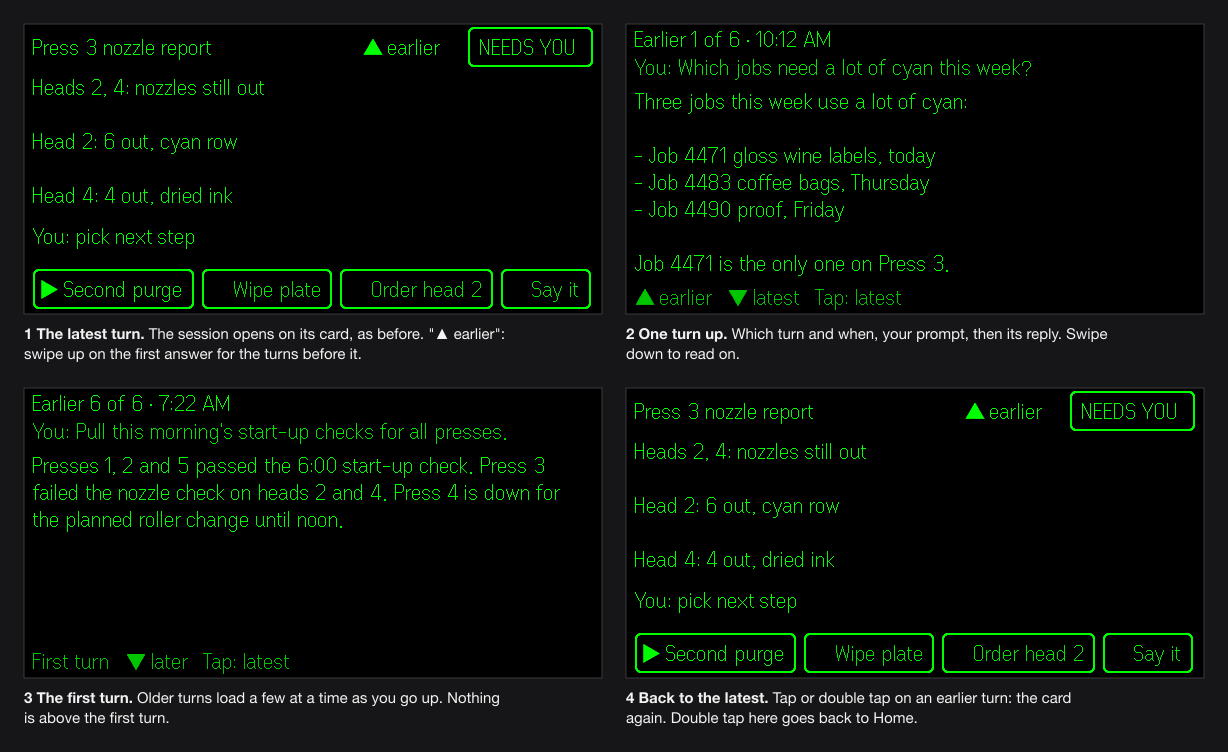 Press 3 nozzle report ▲ earlier NEEDS YOU
Heads 2, 4: nozzles still out
Head 2: 6 out, cyan row
Head 4: 4 out, dried ink
You: pick next step
▶ Second purge Wipe plate Order head 2 Say it
1 The latest turn. The session opens on its card, as before. "▲ earlier":
swipe up on the first answer for the turns before it.
Earlier 1 of 6 · 10:12 AM
You: Which jobs need a lot of cyan this week?
Three jobs this week use a lot of cyan:
- Job 4471 gloss wine labels, today
- Job 4483 coffee bags, Thursday
- Job 4490 proof, Friday
Job 4471 is the only one on Press 3.
▲ earlier ▼ latest Tap: latest
2 One turn up. Which turn and when, your prompt, then its reply. Swipe
down to read on.
Earlier 6 of 6 · 7:22 AM
You: Pull this morning's start-up checks for all presses.
Presses 1, 2 and 5 passed the 6:00 start-up check. Press 3
failed the nozzle check on heads 2 and 4. Press 4 is down for
the planned roller change until noon.
First turn ▼ later Tap: latest
3 The first turn. Older turns load a few at a time as you go up. Nothing
is above the first turn.
Press 3 nozzle report ▲ earlier NEEDS YOU
Heads 2, 4: nozzles still out
Head 2: 6 out, cyan row
Head 4: 4 out, dried ink
You: pick next step
▶ Second purge Wipe plate Order head 2 Say it
4 Back to the latest. Tap or double tap on an earlier turn: the card
again. Double tap here goes back to Home.